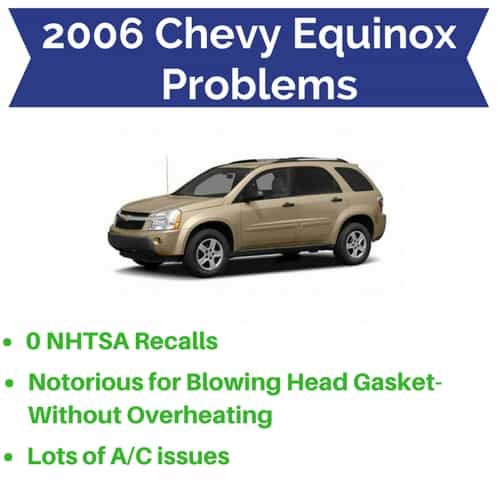 2006 Chevy Equinox
Problems
• 0 NHTSA Recalls
• Notorious for Blowing Head Gasket-
Without Overheating
• Lots of A/C issues